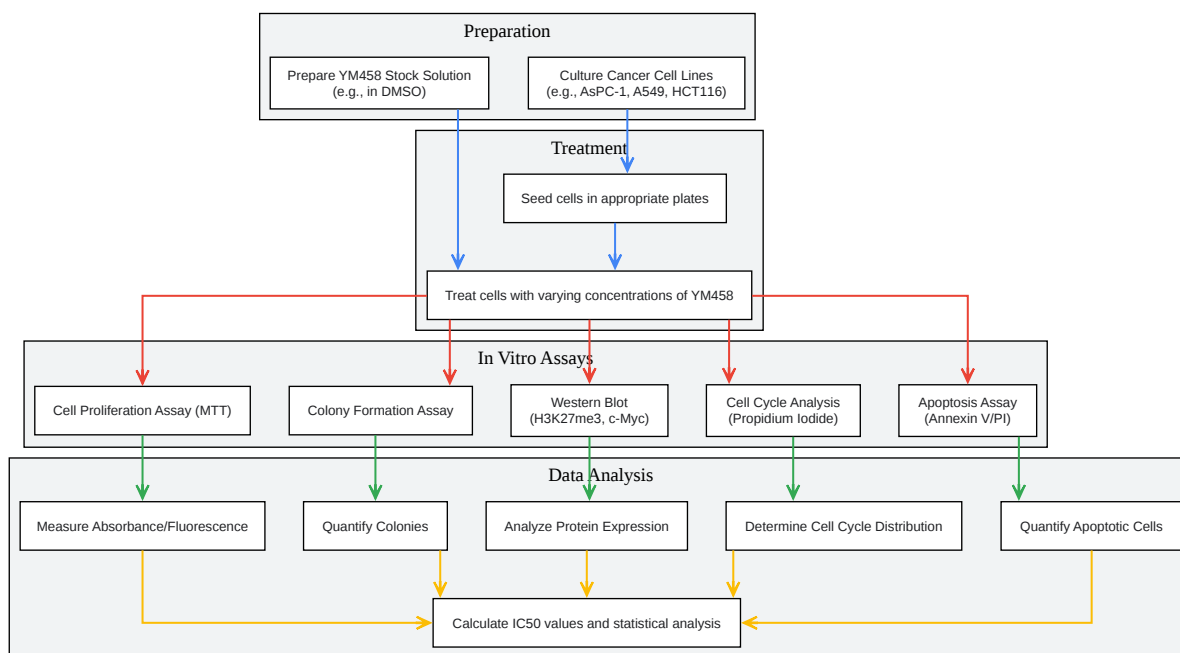 Preparation
Prepare YM458 Stock Solution
(e.g., in DMSO)
Culture Cancer Cell Lines
(e.g., AsPC-1, A549, HCT116)
Treatment
Seed cells in appropriate plates
Treat cells with varying concentrations of YM458
In Vitro Assays
Cell Proliferation Assay (MTT)
Colony Formation Assay
Western Blot
(H3K27me3, c-Myc)
Cell Cycle Analysis
(Propidium Iodide)
Apoptosis Assay
(Annexin V/PI)
Data Analysis
Measure Absorbance/Fluorescence
Quantify Colonies
Analyze Protein Expression
Determine Cell Cycle Distribution
Quantify Apoptotic Cells
Calculate IC50 values and statistical analysis